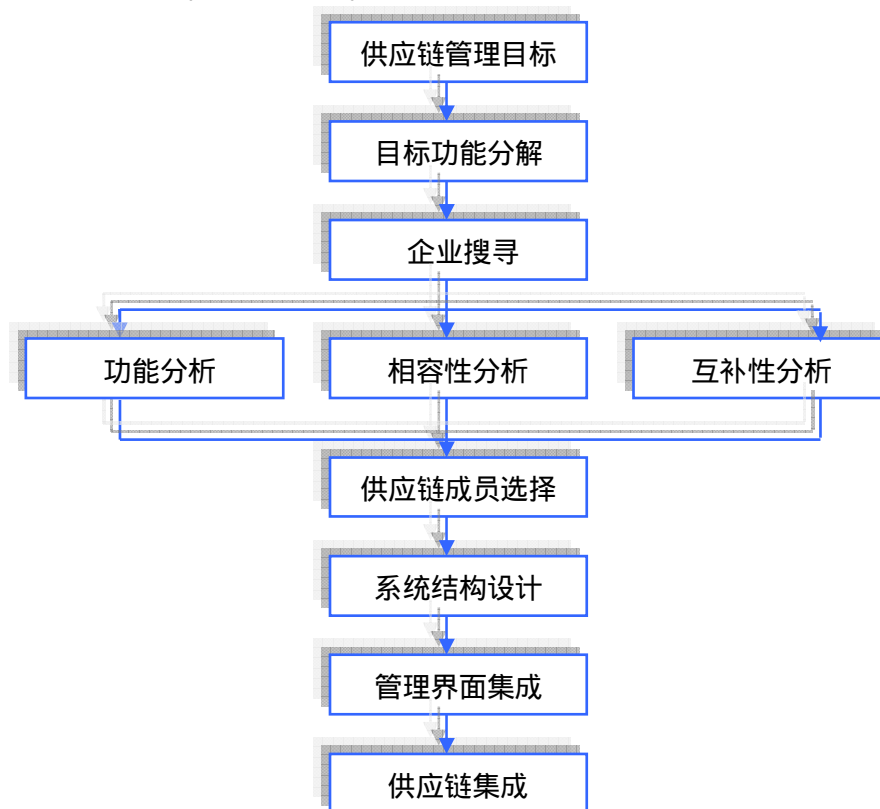 供应链管理目标
目标功能分解
企业搜寻
功能分析
相容性分析
互补性分析
供应链成员选择
系统结构设计
管理界面集成
供应链集成